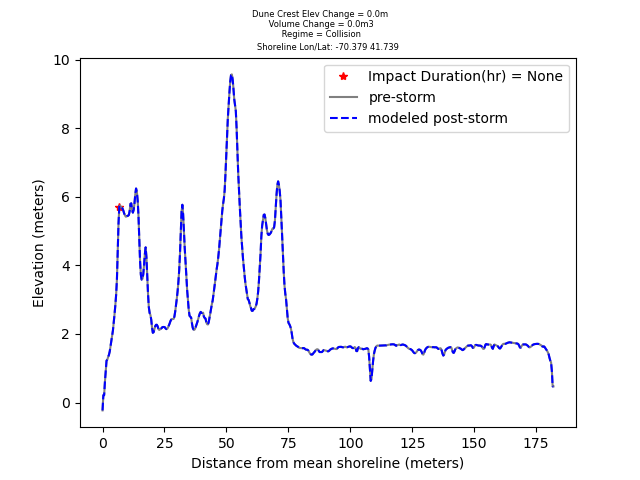 Dune Crest Elev Change = 0.0m
Volume Change = 0.0m3
Regime = Collision
Shoreline Lon/Lat: -70.379 41.739
Impact Duration(hr) = None
pre-storm
modeled post-storm
10
8
6
4
2
0
Elevation (meters)
0 25 50 75 100 125 150 175
Distance from mean shoreline (meters)